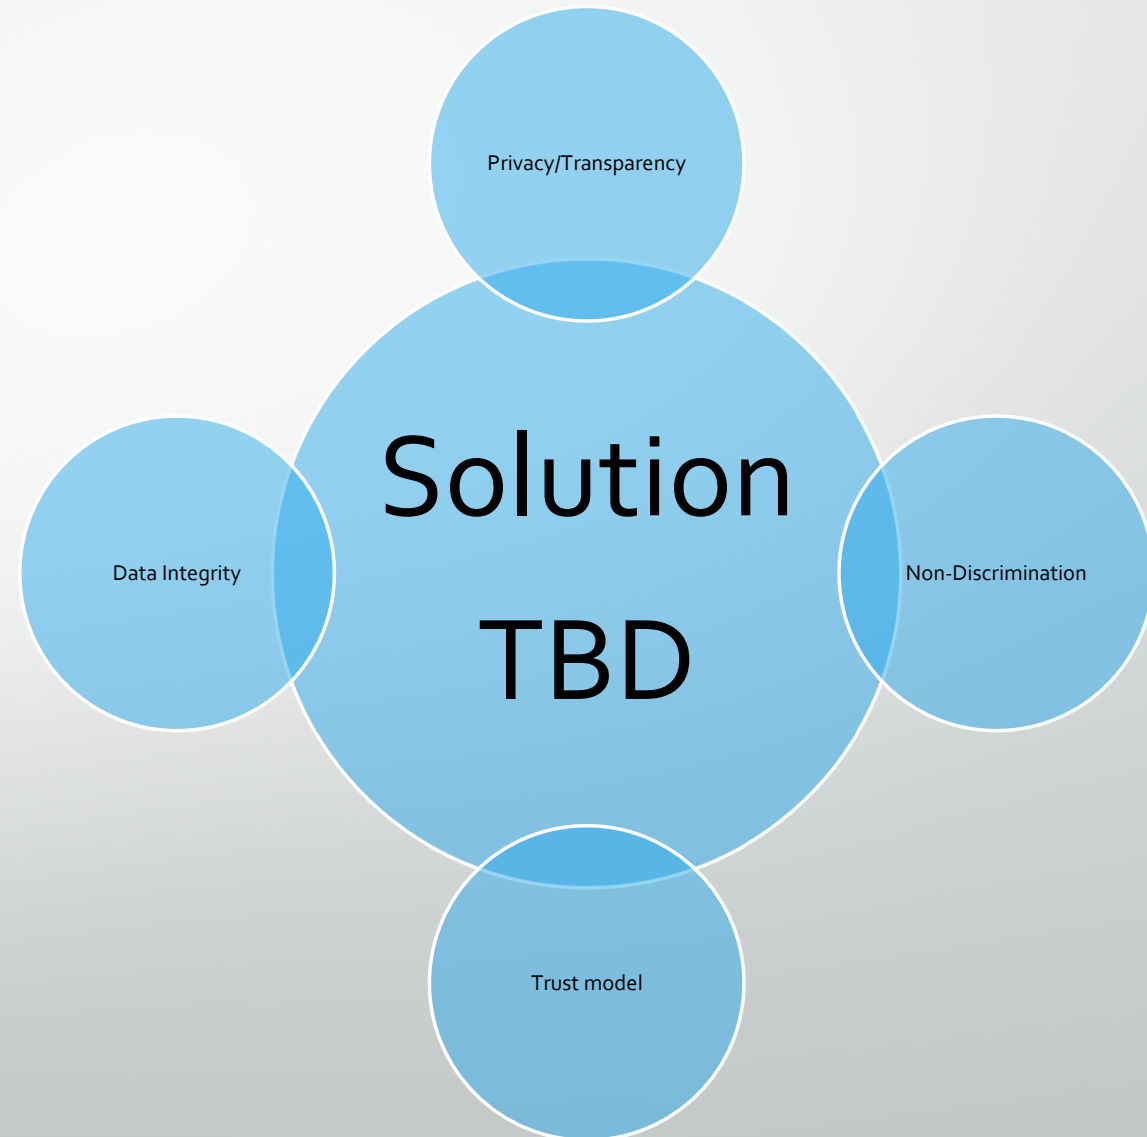 Privacy/Transparency
Solution
TBD
Data Integrity
Non-Discrimination
Trust model